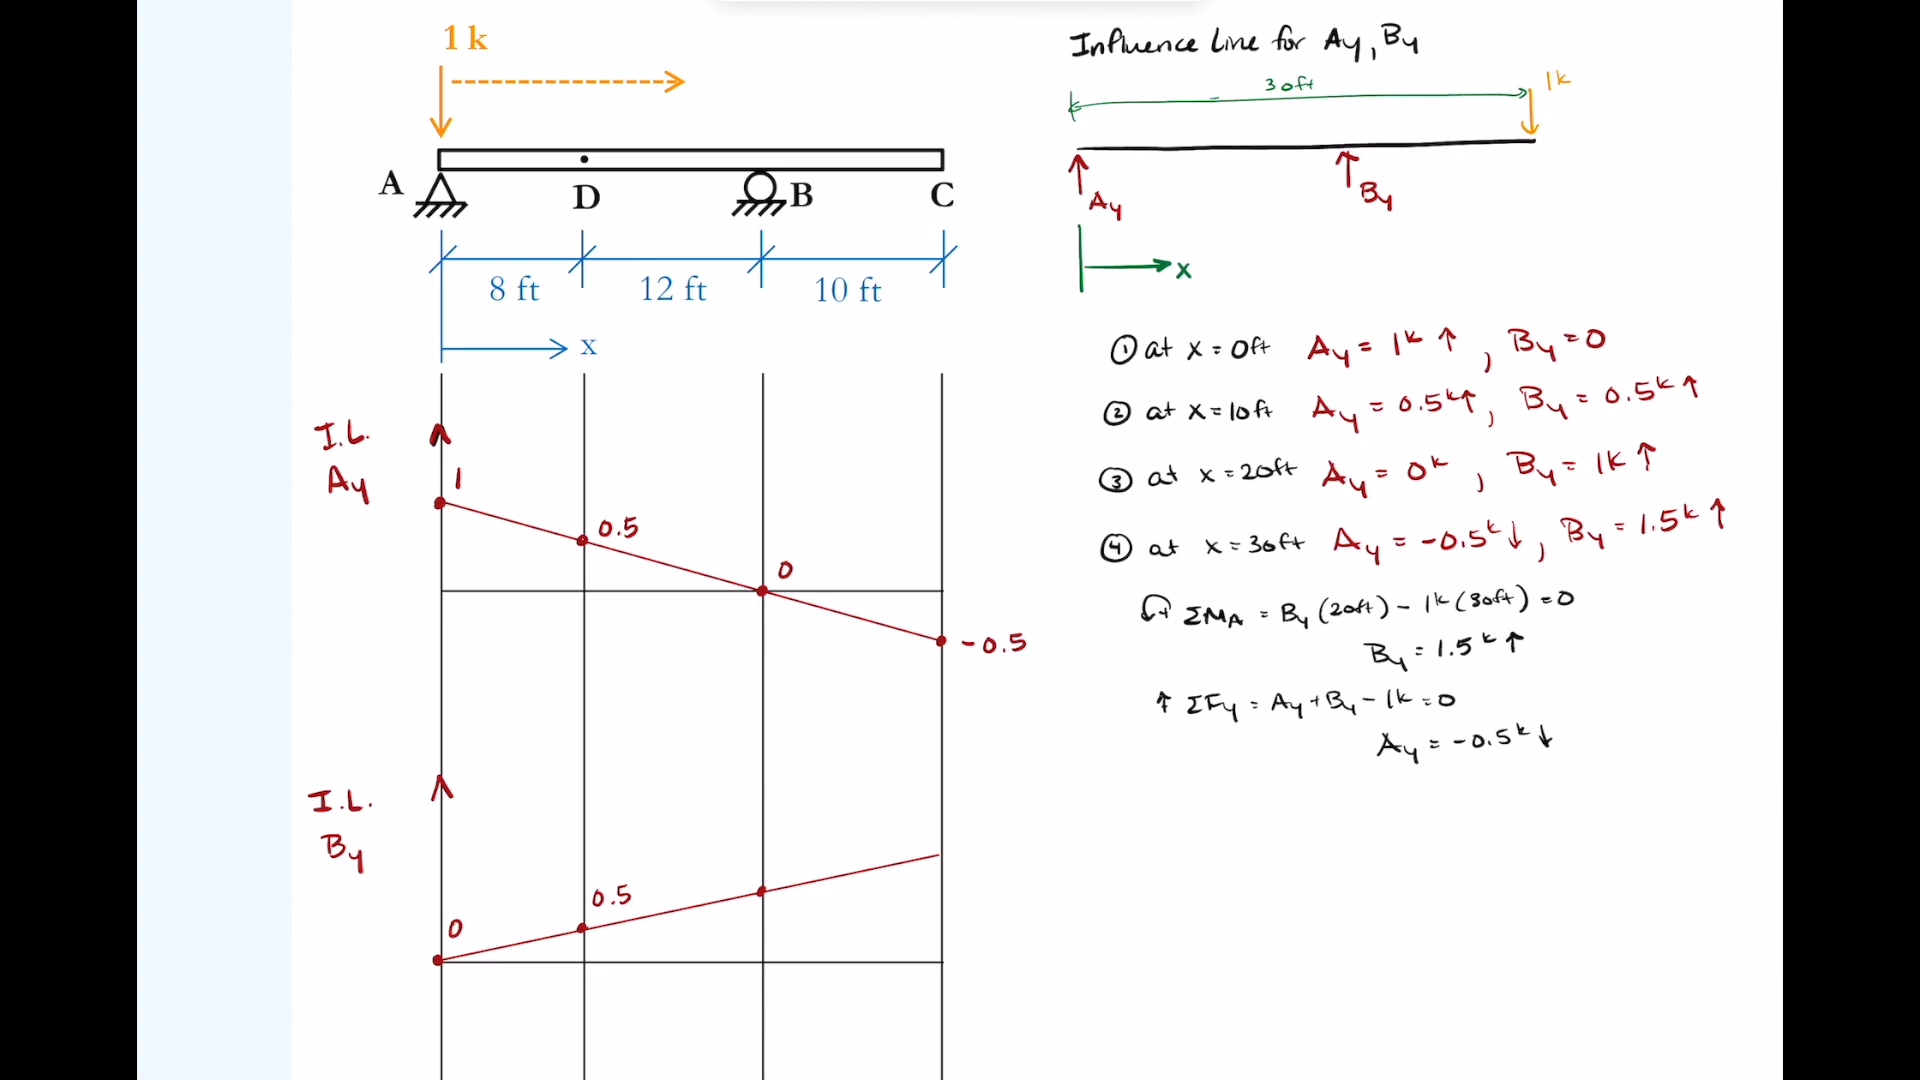 1 k
A
D
B
C
8 ft
12 ft
10 ft
x
I.L.
Ay
1
0.5
0
-0.5
I.L.
By
0
0.5
Influence Line for Ay, By
30ft
1k
Ay
By
x
① at x = 0ft Ay = 1k ↑ , By = 0
② at x = 10ft Ay = 0.5k ↑ , By = 0.5k ↑
③ at x = 20ft Ay = 0k , By = 1k ↑
④ at x = 30ft Ay = -0.5k ↓ , By = 1.5k ↑
↶+ ΣMA = By (20ft) - 1k (30ft) = 0
By = 1.5k ↑
↑ ΣFy = Ay + By - 1k = 0
Ay = -0.5k ↓